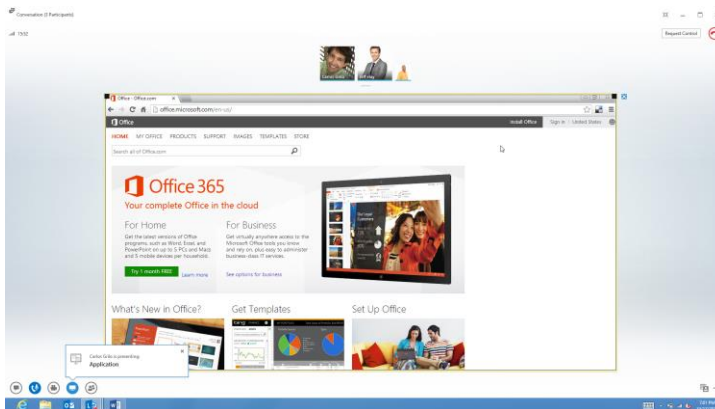 Conversation (3 Participants)
Request Control
Office - Office.com
office.microsoft.com/en-us/
Office
Install Office
Sign in
United States
HOME MY OFFICE PRODUCTS SUPPORT IMAGES TEMPLATES STORE
Search all of Office.com
Office 365
Your complete Office in the cloud
For Home
Get the latest versions of Office
programs, such as Word, Excel, and
PowerPoint on up to 5 PCs and Macs
and 5 mobile devices per household.
Try 1 month FREE
Learn more
For Business
Get virtually anywhere access to the
Microsoft Office tools you know
and rely on, plus easy to administer
business-class IT services.
See options for business
What's New in Office?
Get Templates
Set Up Office
is presenting
Application